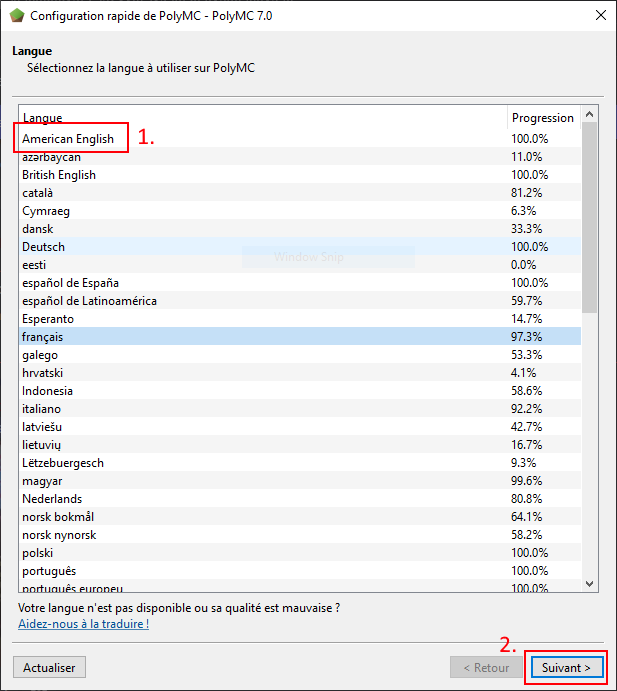 Configuration rapide de PolyMC - PolyMC 7.0
Langue
Sélectionnez la langue à utiliser sur PolyMC
Langue Progression
American English 100.0%
1.
azərbaycan 11.0%
British English 100.0%
català 81.2%
Cymraeg 6.3%
dansk 33.3%
Deutsch 100.0%
Window Snip
eesti 0.0%
español de España 100.0%
español de Latinoamérica 59.7%
Esperanto 14.7%
français 97.3%
galego 53.3%
hrvatski 4.1%
Indonesia 58.6%
italiano 92.2%
latviešu 42.7%
lietuvių 16.7%
Lëtzebuergesch 9.3%
magyar 99.6%
Nederlands 80.8%
norsk bokmål 64.1%
norsk nynorsk 58.2%
polski 100.0%
português 100.0%
português europeu 100.0%
Votre langue n'est pas disponible ou sa qualité est mauvaise ?
Aidez-nous à la traduire !
2.
Actualiser < Retour Suivant >